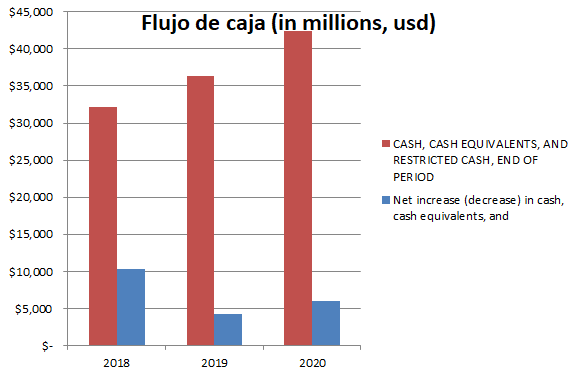 Flujo de caja (in millions, usd)
$45,000
$40,000
$35,000
$30,000
$25,000
$20,000
$15,000
$10,000
$5,000
$-
2018 2019 2020
CASH, CASH EQUIVALENTS, AND
RESTRICTED CASH, END OF
PERIOD
Net increase (decrease) in cash,
cash equivalents, and